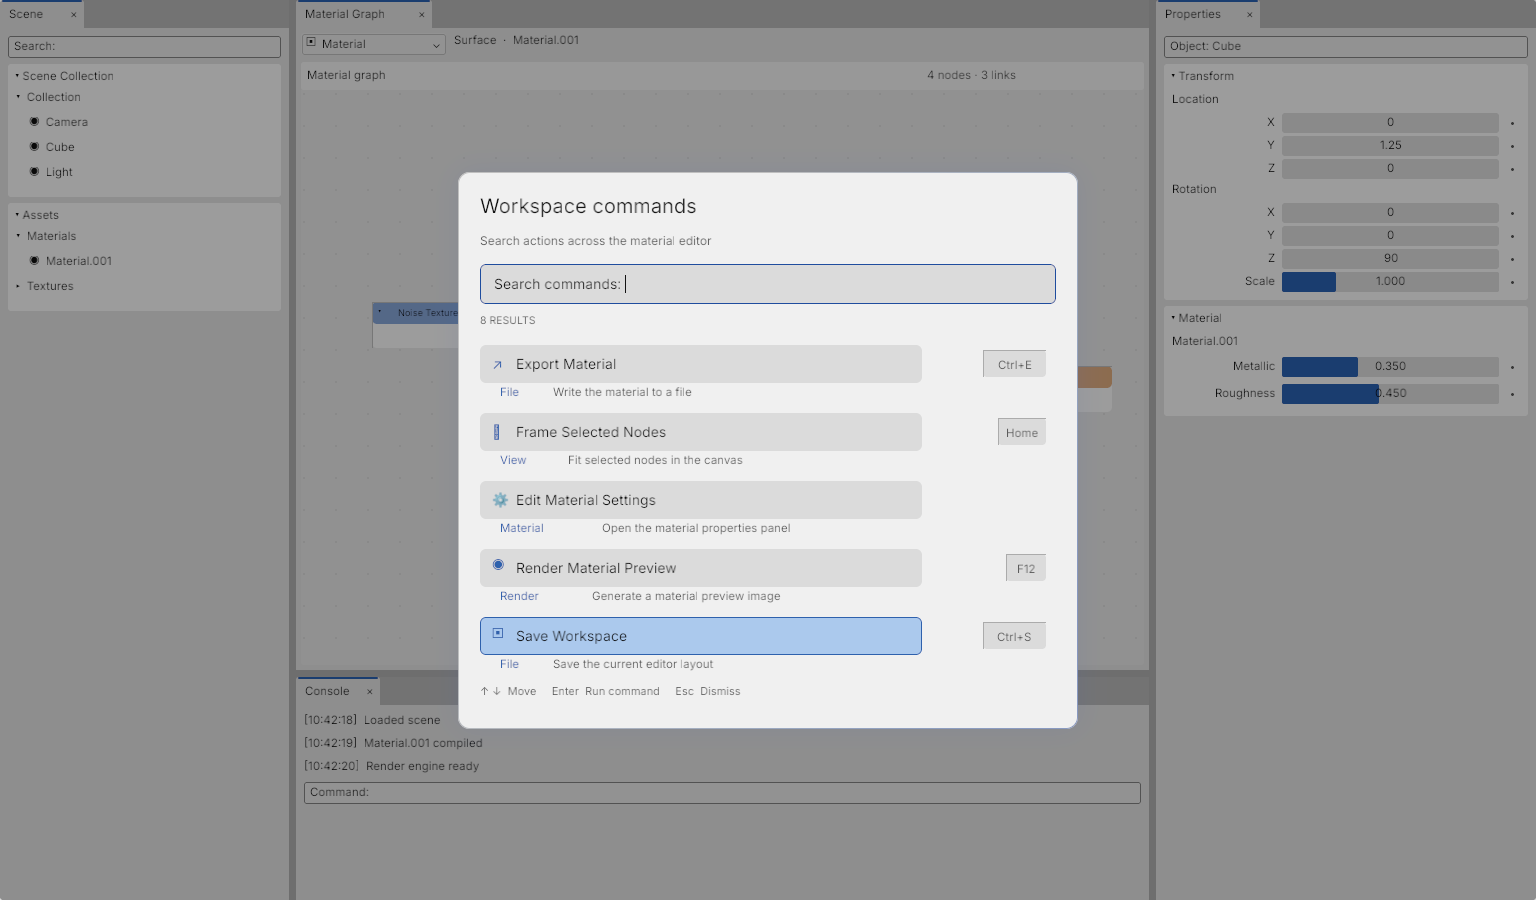 Scene ×
Search:
Scene Collection
Collection
Camera
Cube
Light
Assets
Materials
Material.001
Textures
Material Graph ×
Material
Surface · Material.001
Material graph
4 nodes · 3 links
Noise Texture
Workspace commands
Search actions across the material editor
Search commands:
8 RESULTS
Export Material
Ctrl+E
File Write the material to a file
Frame Selected Nodes
Home
View Fit selected nodes in the canvas
Edit Material Settings
Material Open the material properties panel
Render Material Preview
F12
Render Generate a material preview image
Save Workspace
Ctrl+S
File Save the current editor layout
↑↓ Move Enter Run command Esc Dismiss
Console ×
[10:42:18] Loaded scene
[10:42:19] Material.001 compiled
[10:42:20] Render engine ready
Command:
Properties ×
Object: Cube
Transform
Location
X 0
Y 1.25
Z 0
Rotation
X 0
Y 0
Z 90
Scale 1.000
Material
Material.001
Metallic 0.350
Roughness 0.450